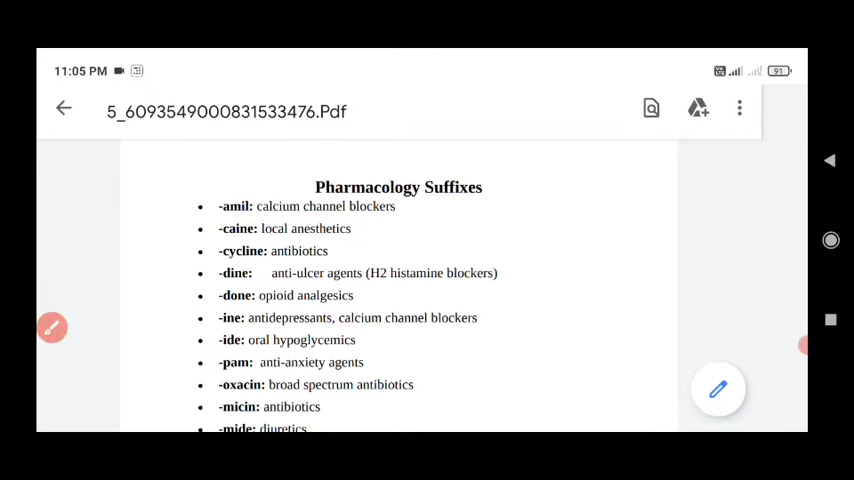 11:05 PM 91
5_6093549000831533476.Pdf
Pharmacology Suffixes
• -amil: calcium channel blockers
• -caine: local anesthetics
• -cycline: antibiotics
• -dine: anti-ulcer agents (H2 histamine blockers)
• -done: opioid analgesics
• -ine: antidepressants, calcium channel blockers
• -ide: oral hypoglycemics
• -pam: anti-anxiety agents
• -oxacin: broad spectrum antibiotics
• -micin: antibiotics
• -mide: diuretics